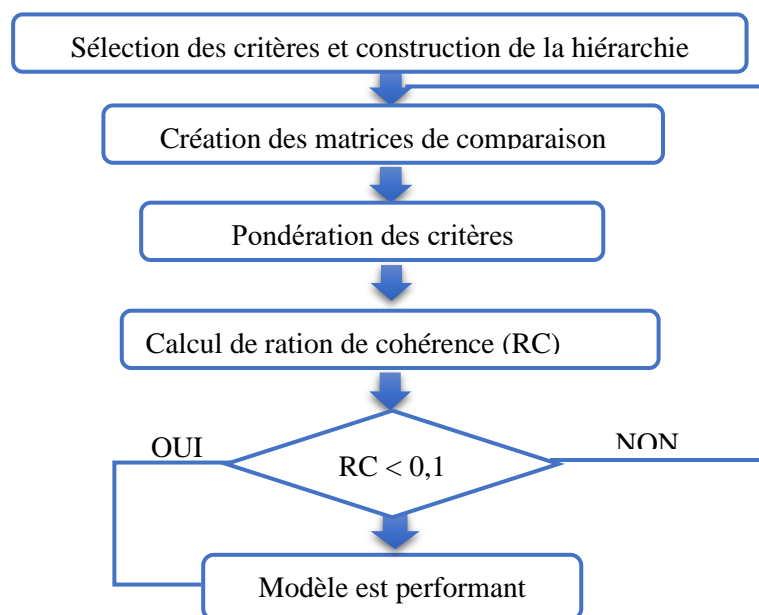 Sélection des critères et construction de la hiérarchie
Création des matrices de comparaison
Pondération des critères
Calcul de ration de cohérence (RC)
OUI
NON
RC < 0,1
Modèle est performant